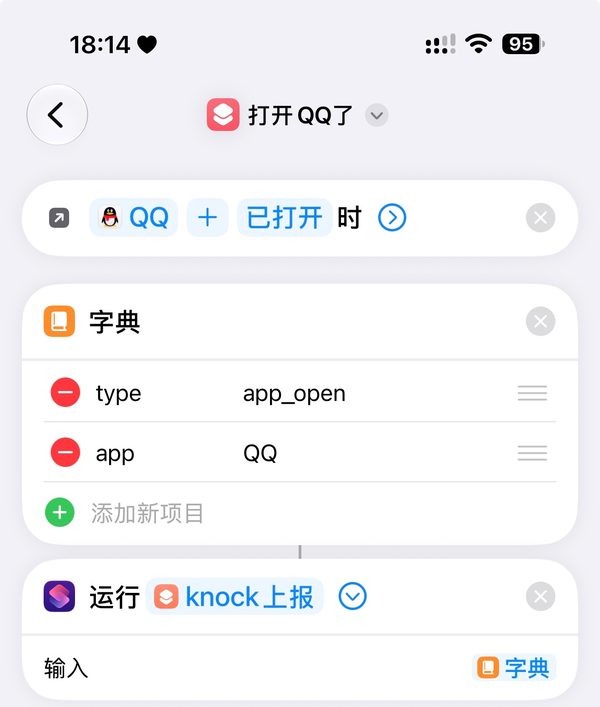 18:14 95
打开 QQ了
QQ + 已打开 时
字典
type app_open
app QQ
添加新项目
运行 knock上报
输入 字典